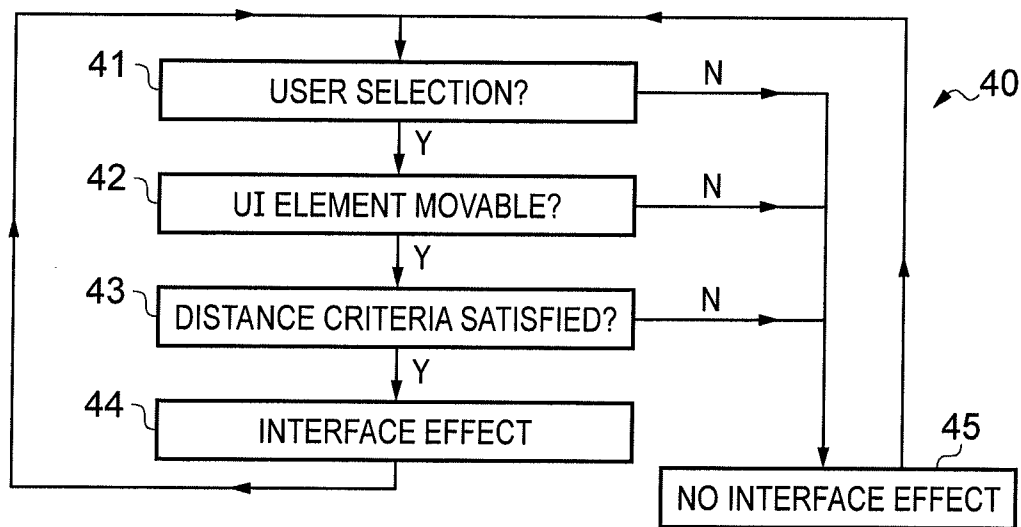 41
USER SELECTION?
N
40
Y
42
UI ELEMENT MOVABLE?
N
Y
43
DISTANCE CRITERIA SATISFIED?
N
Y
44
INTERFACE EFFECT
45
NO INTERFACE EFFECT